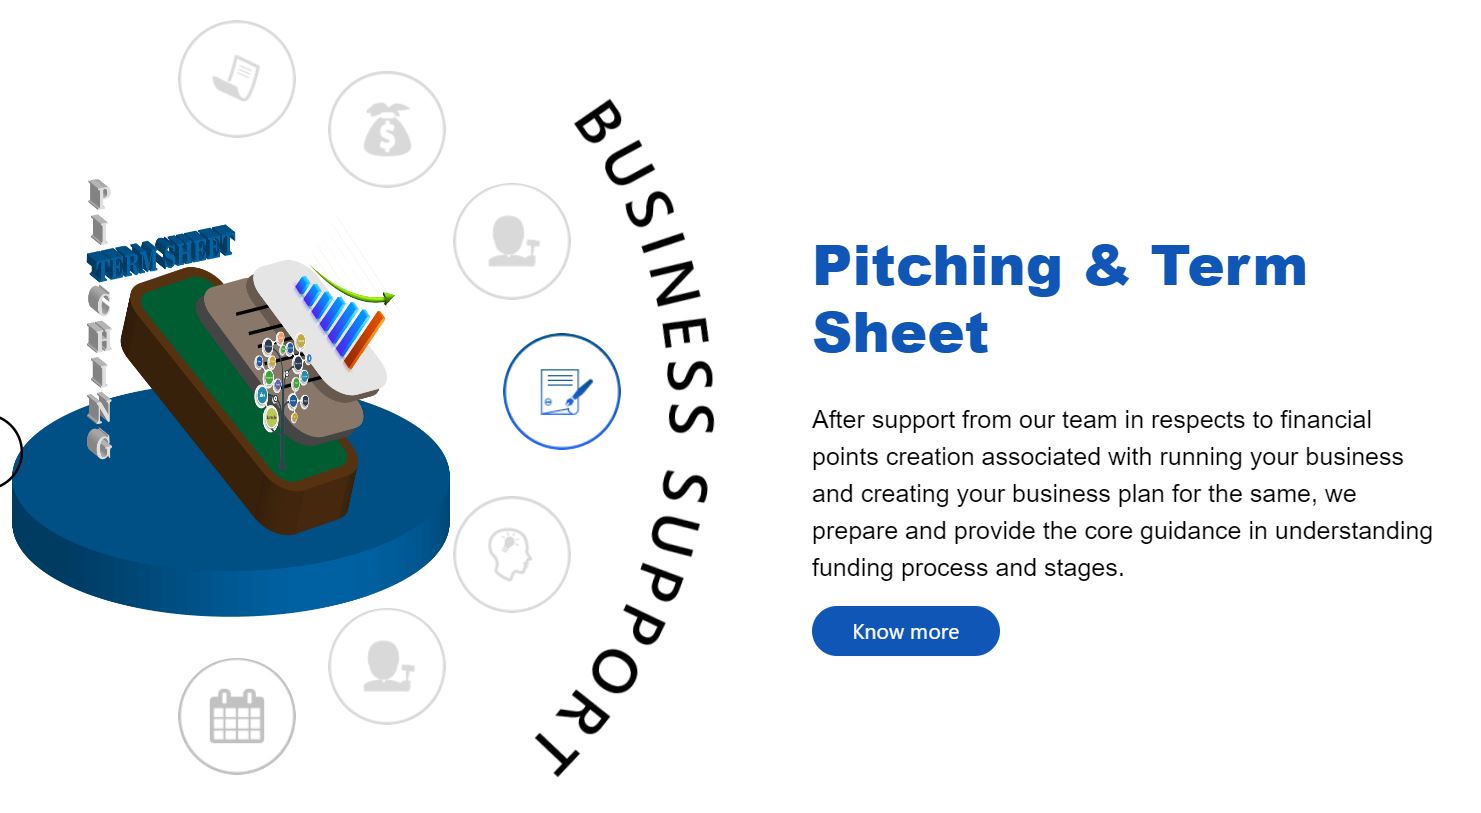 PITCHING
TERM SHEET
BUSINESS SUPPORT
Pitching & Term
Sheet
After support from our team in respects to financial
points creation associated with running your business
and creating your business plan for the same, we
prepare and provide the core guidance in understanding
funding process and stages.
Know more